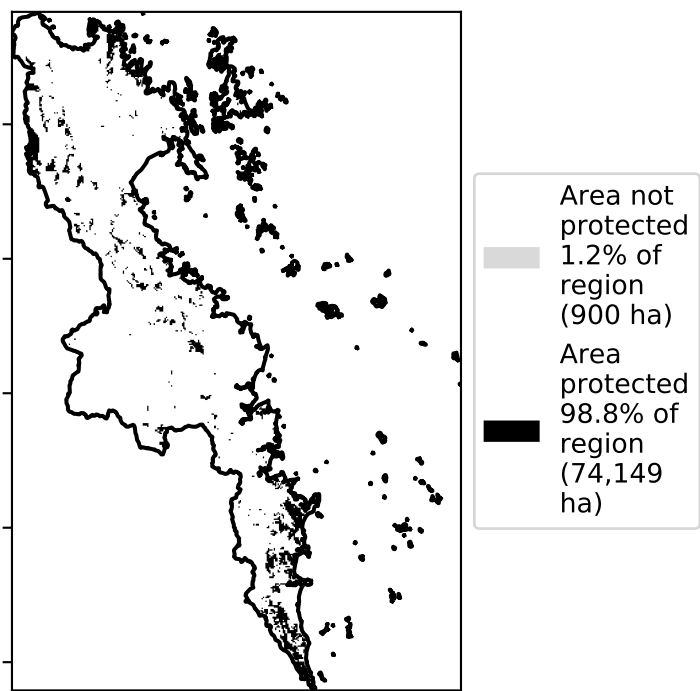 Area not
protected
1.2% of
region
(900 ha)
Area
protected
98.8% of
region
(74,149
ha)